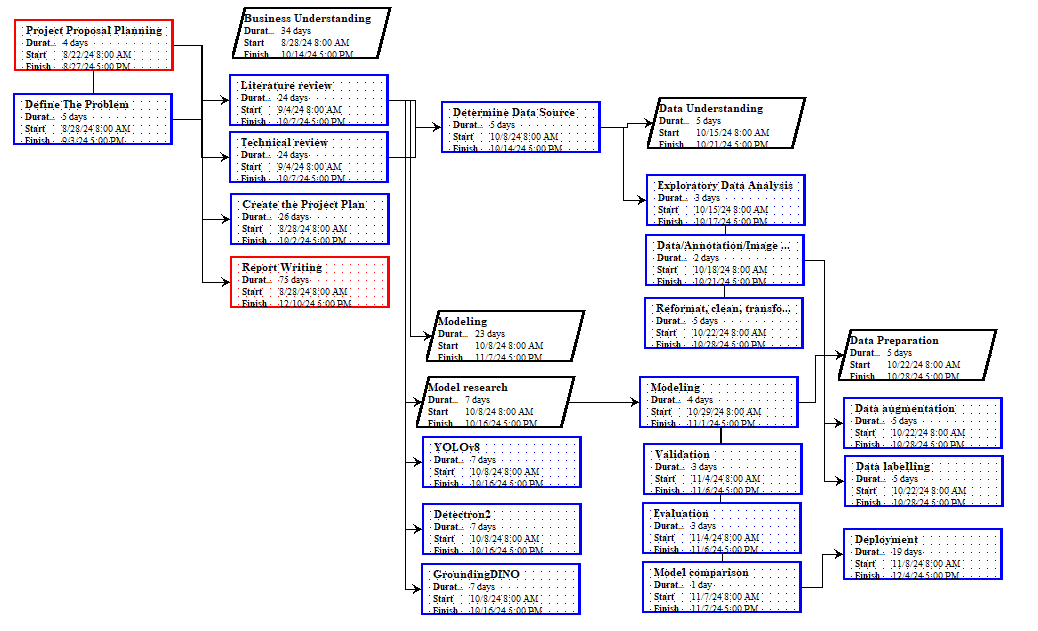 Project Proposal Planning
Durat... 4 days
Start 8/22/24 8:00 AM
Finish 8/27/24 5:00 PM
Define The Problem
Durat... 5 days
Start 8/28/24 8:00 AM
Finish 9/3/24 5:00 PM
Business Understanding
Durat... 34 days
Start 8/28/24 8:00 AM
Finish 10/14/24 5:00 PM
Literature review
Durat... 24 days
Start 9/4/24 8:00 AM
Finish 10/7/24 5:00 PM
Technical review
Durat... 24 days
Start 9/4/24 8:00 AM
Finish 10/7/24 5:00 PM
Create the Project Plan
Durat... 26 days
Start 8/28/24 8:00 AM
Finish 10/2/24 5:00 PM
Report Writing
Durat... 75 days
Start 8/28/24 8:00 AM
Finish 12/10/24 5:00 PM
Determine Data Source
Durat... 5 days
Start 10/8/24 8:00 AM
Finish 10/14/24 5:00 PM
Modeling
Durat... 23 days
Start 10/8/24 8:00 AM
Finish 11/7/24 5:00 PM
Model research
Durat... 7 days
Start 10/8/24 8:00 AM
Finish 10/16/24 5:00 PM
YOLOv8
Durat... 7 days
Start 10/8/24 8:00 AM
Finish 10/16/24 5:00 PM
Detectron2
Durat... 7 days
Start 10/8/24 8:00 AM
Finish 10/16/24 5:00 PM
GroundingDINO
Durat... 7 days
Start 10/8/24 8:00 AM
Finish 10/16/24 5:00 PM
Data Understanding
Durat... 5 days
Start 10/15/24 8:00 AM
Finish 10/21/24 5:00 PM
Exploratory Data Analysis
Durat... 3 days
Start 10/15/24 8:00 AM
Finish 10/17/24 5:00 PM
Data/Annotation/Image ...
Durat... 2 days
Start 10/18/24 8:00 AM
Finish 10/21/24 5:00 PM
Reformat, clean, transfo...
Durat... 5 days
Start 10/22/24 8:00 AM
Finish 10/28/24 5:00 PM
Modeling
Durat... 4 days
Start 10/29/24 8:00 AM
Finish 11/1/24 5:00 PM
Validation
Durat... 3 days
Start 11/4/24 8:00 AM
Finish 11/6/24 5:00 PM
Evaluation
Durat... 3 days
Start 11/4/24 8:00 AM
Finish 11/6/24 5:00 PM
Model comparison
Durat... 1 day
Start 11/7/24 8:00 AM
Finish 11/7/24 5:00 PM
Data Preparation
Durat... 5 days
Start 10/22/24 8:00 AM
Finish 10/28/24 5:00 PM
Data augmentation
Durat... 5 days
Start 10/22/24 8:00 AM
Finish 10/28/24 5:00 PM
Data labelling
Durat... 5 days
Start 10/22/24 8:00 AM
Finish 10/28/24 5:00 PM
Deployment
Durat... 19 days
Start 11/8/24 8:00 AM
Finish 12/4/24 5:00 PM